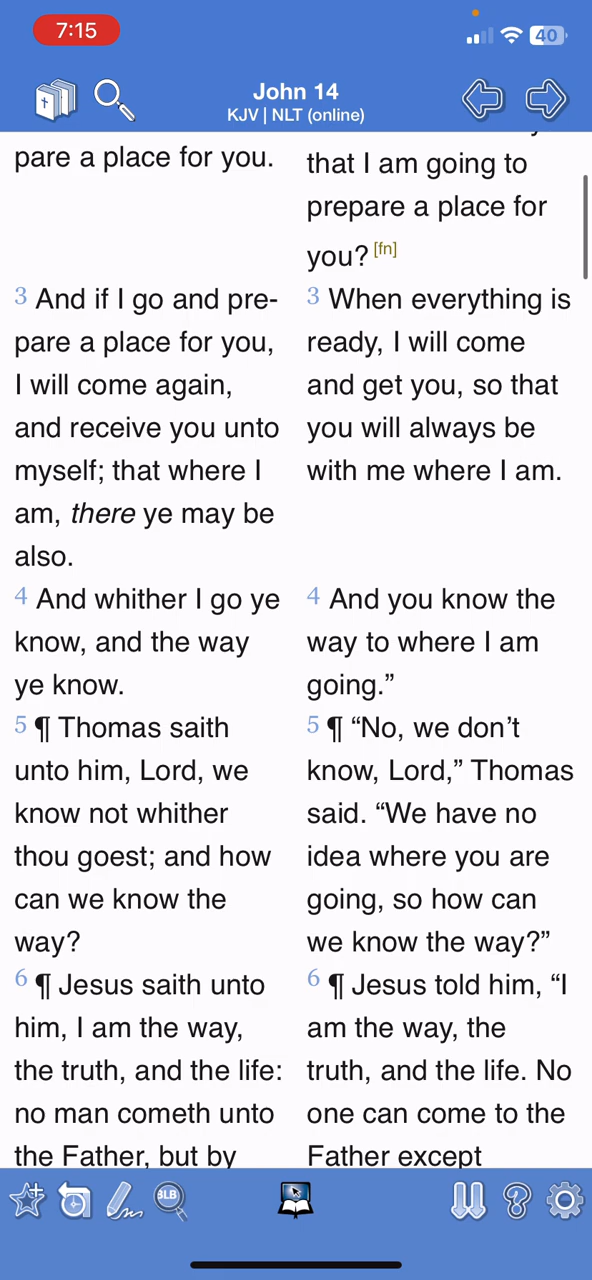 7:15
40
John 14
KJV | NLT (online)
BLB
pare a place for you.
3 And if I go and pre-
pare a place for you,
I will come again,
and receive you unto
myself; that where I
am, there ye may be
also.
4 And whither I go ye
know, and the way
ye know.
5 ¶ Thomas saith
unto him, Lord, we
know not whither
thou goest; and how
can we know the
way?
6 ¶ Jesus saith unto
him, I am the way,
the truth, and the life:
no man cometh unto
the Father, but by
that I am going to
prepare a place for
you? [fn]
3 When everything is
ready, I will come
and get you, so that
you will always be
with me where I am.
4 And you know the
way to where I am
going.”
5 ¶ “No, we don’t
know, Lord,” Thomas
said. “We have no
idea where you are
going, so how can
we know the way?”
6 ¶ Jesus told him, “I
am the way, the
truth, and the life. No
one can come to the
Father except